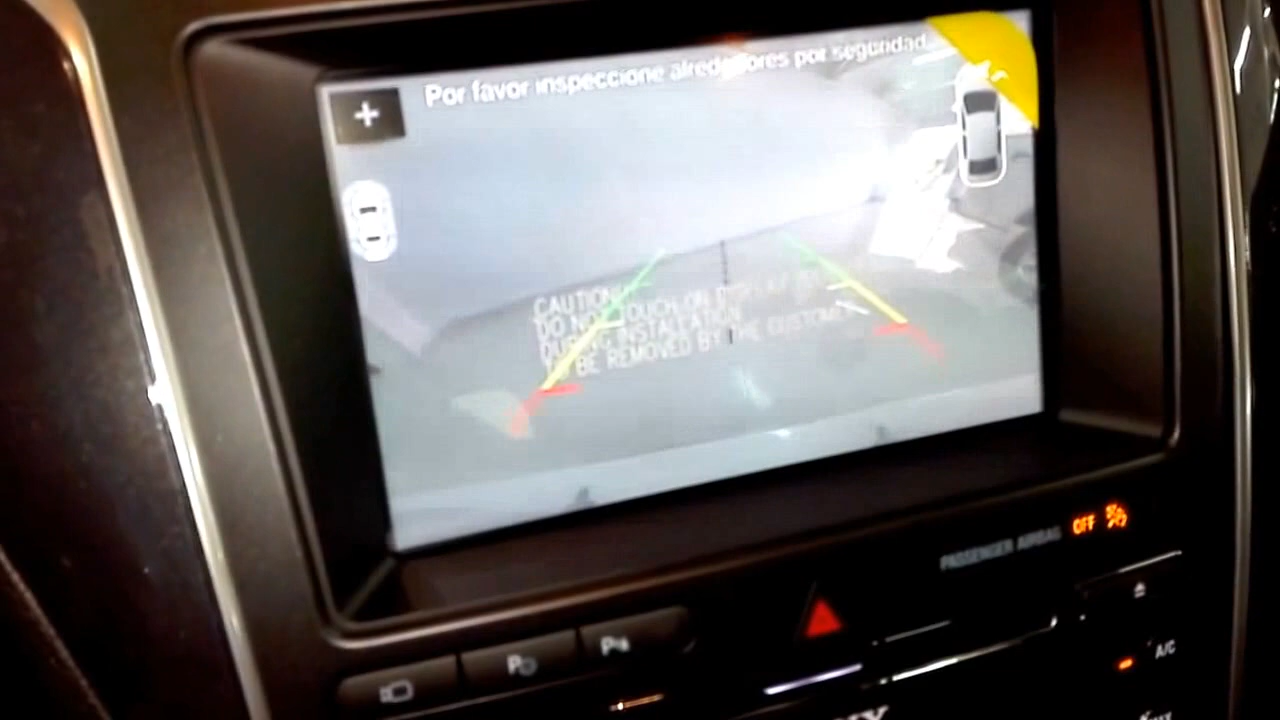 Por favor inspeccione alrededores por seguridad
+
CAUTION
DO NOT TOUCH ON DISPLAY
DURING INSTALLATION
TO BE REMOVED BY THE CUSTOMER
PASSENGER AIRBAG OFF
A/C